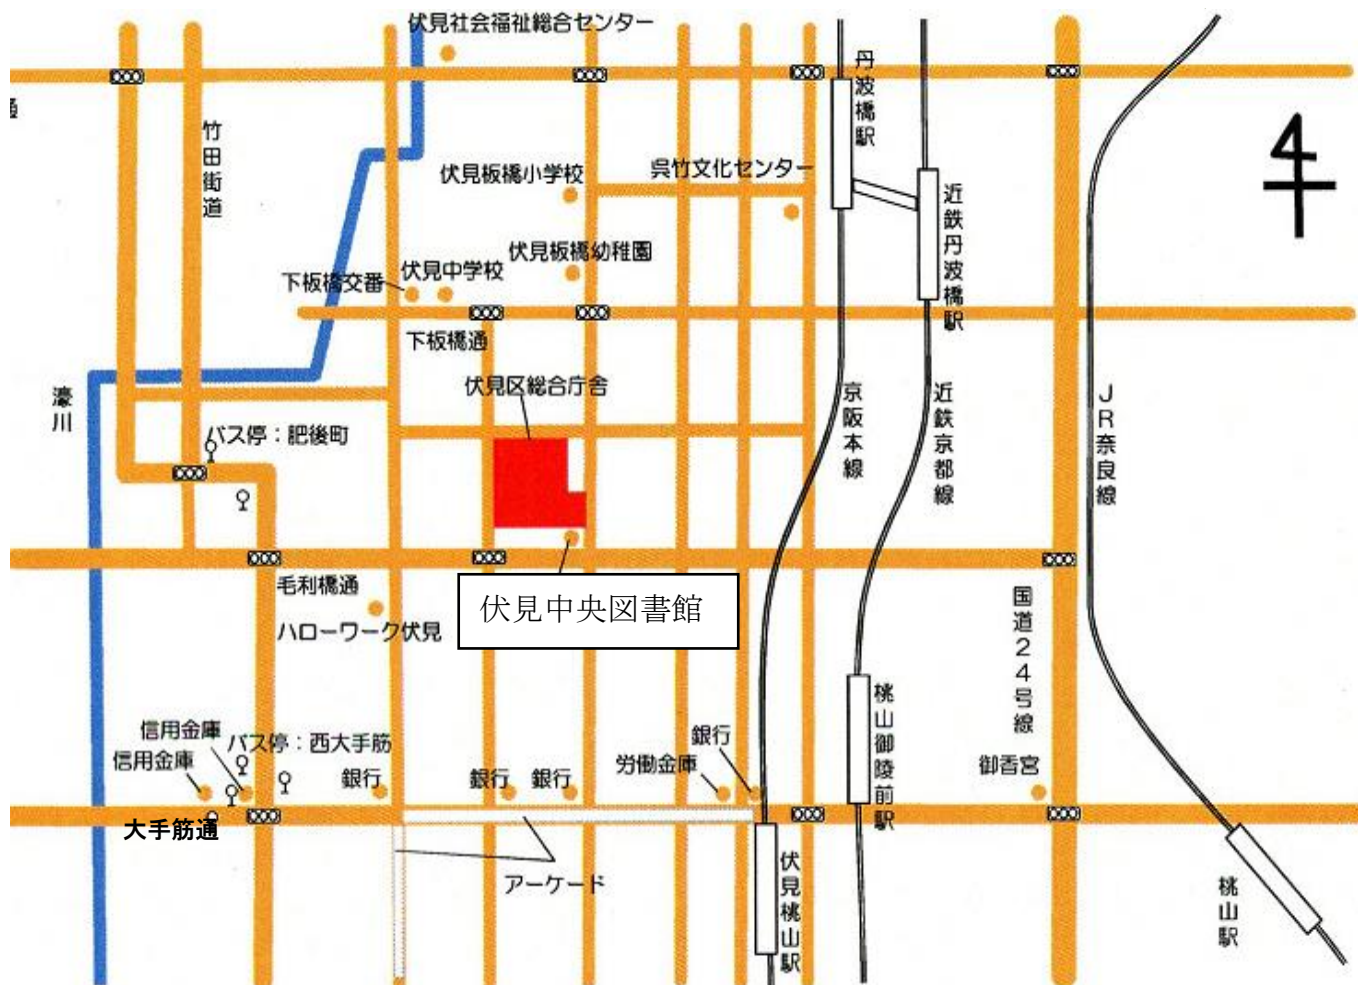 伏見社会福祉総合センター
丹波橋駅
竹田街道
伏見板橋小学校
呉竹文化センター
近鉄丹波橋駅
伏見板橋幼稚園
下板橋交番
伏見中学校
下板橋通
伏見区総合庁舎
濠川
京阪本線
近鉄京都線
JR奈良線
バス停：肥後町
毛利橋通
伏見中央図書館
ハローワーク伏見
国道24号線
信用金庫
信用金庫
バス停：西大手筋
銀行
銀行
銀行
労働金庫
銀行
桃山御陵前駅
御香宮
大手筋通
アーケード
伏見桃山駅
桃山駅